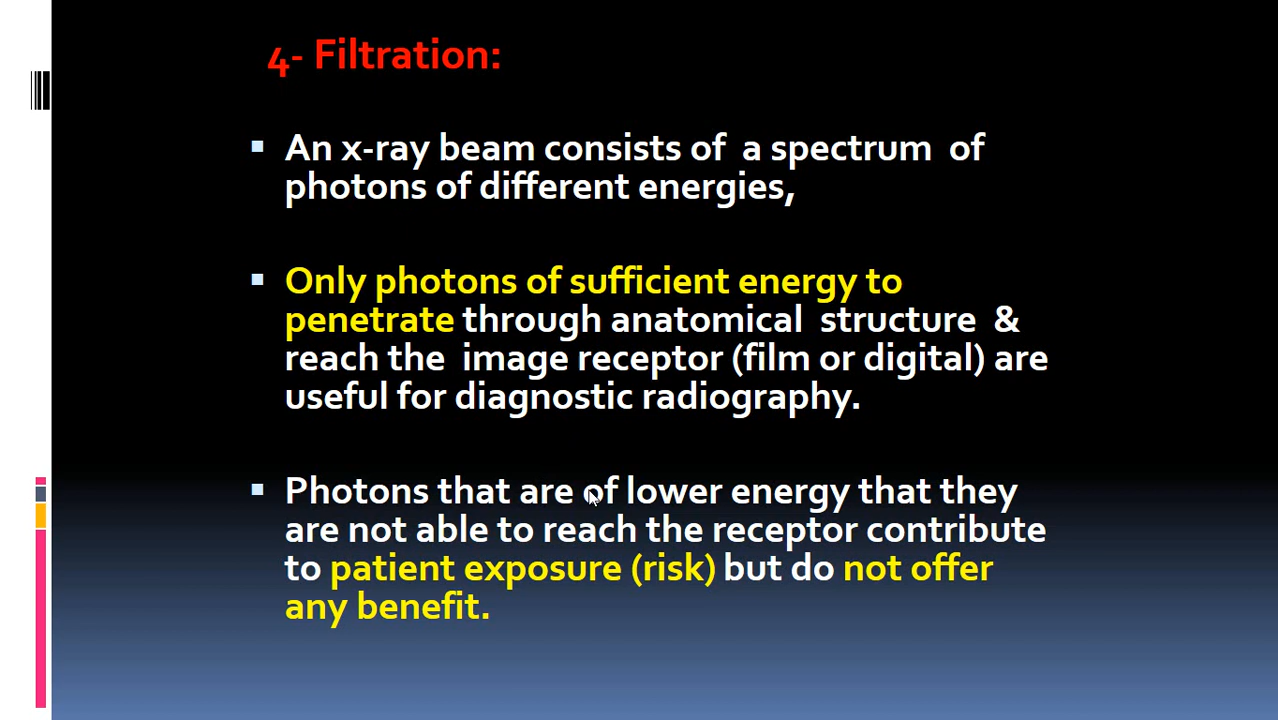 4- Filtration:
An x-ray beam consists of a spectrum of
photons of different energies,
Only photons of sufficient energy to
penetrate through anatomical structure &
reach the image receptor (film or digital) are
useful for diagnostic radiography.
Photons that are of lower energy that they
are not able to reach the receptor contribute
to patient exposure (risk) but do not offer
any benefit.